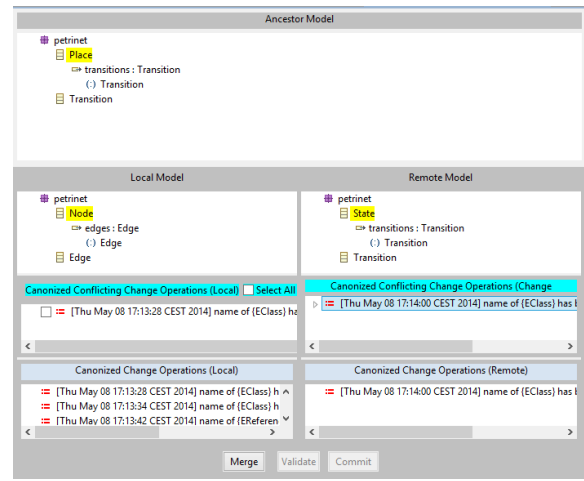 Ancestor Model
petrinet
Place
transitions : Transition
(:) Transition
Transition
Local Model
petrinet
Node
edges : Edge
(:) Edge
Edge
Remote Model
petrinet
State
transitions : Transition
(:) Transition
Transition
Canonized Conflicting Change Operations (Local) Select All
[Thu May 08 17:13:28 CEST 2014] name of {EClass} ha
Canonized Conflicting Change Operations (Change
[Thu May 08 17:14:00 CEST 2014] name of {EClass} has b
Canonized Change Operations (Local)
[Thu May 08 17:13:28 CEST 2014] name of {EClass} h
[Thu May 08 17:13:34 CEST 2014] name of {EClass} h
[Thu May 08 17:13:42 CEST 2014] name of {EReferen
Canonized Change Operations (Remote)
[Thu May 08 17:14:00 CEST 2014] name of {EClass} has b
Merge Validate Commit